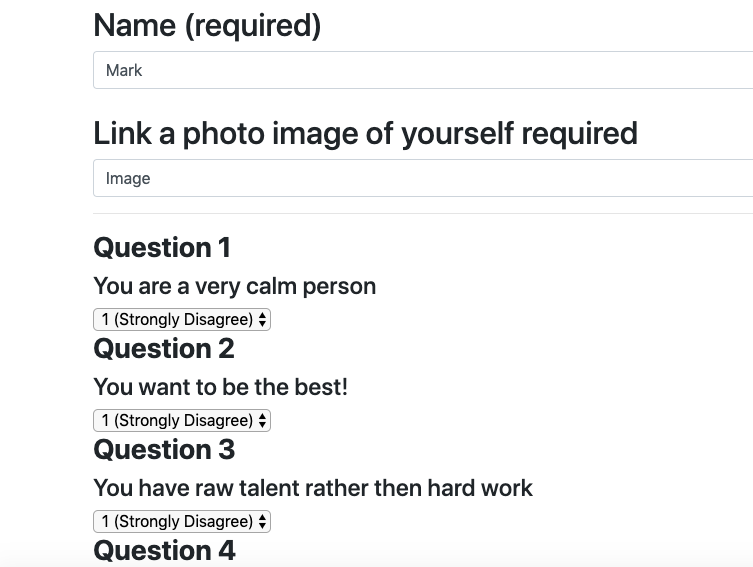 Name (required)
Mark
Link a photo image of yourself required
Image
Question 1
You are a very calm person
1 (Strongly Disagree)
Question 2
You want to be the best!
1 (Strongly Disagree)
Question 3
You have raw talent rather then hard work
1 (Strongly Disagree)
Question 4